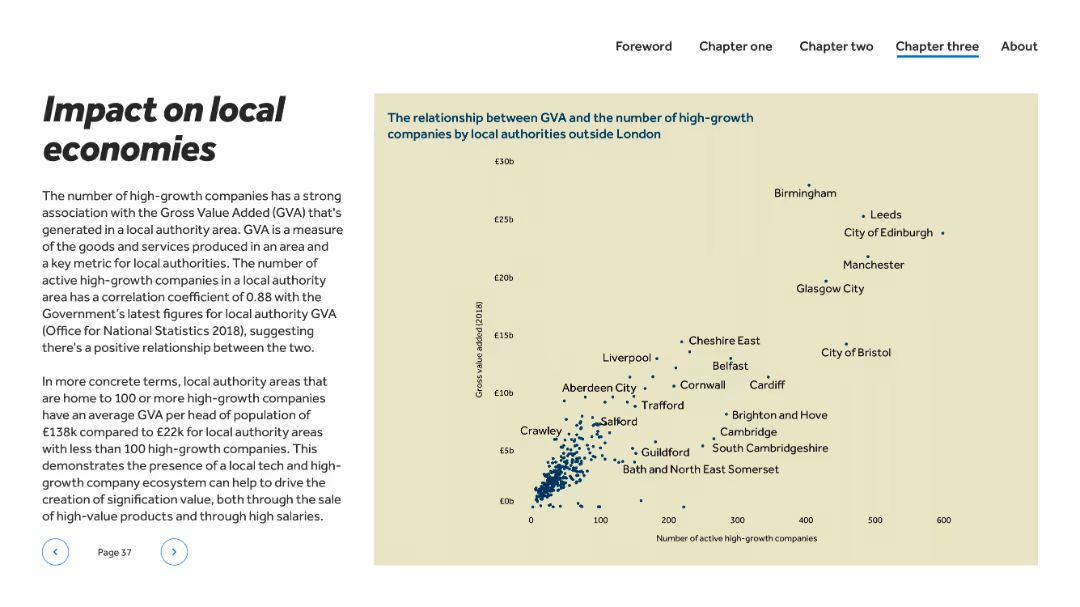 Foreword
Chapter one
Chapter two
Chapter three
About
Impact on local
economies
The number of high-growth companies has a strong
association with the Gross Value Added (GVA) that's
generated in a local authority area. GVA is a measure
of the goods and services produced in an area and
a key metric for local authorities. The number of
active high-growth companies in a local authority
area has a correlation coefficient of 0.88 with the
Government's latest figures for local authority GVA
(Office for National Statistics 2018), suggesting
there's a positive relationship between the two.
In more concrete terms, local authority areas that
are home to 100 or more high-growth companies
have an average GVA per head of population of
£138k compared to £22k for local authority areas
with less than 100 high-growth companies. This
demonstrates the presence of a local tech and high-
growth company ecosystem can help to drive the
creation of signification value, both through the sale
of high-value products and through high salaries.
Page 37
The relationship between GVA and the number of high-growth
companies by local authorities outside London
£30b
Birmingham
£25b
Leeds
City of Edinburgh
Manchester
£20b
Glasgow City
Gross value added (2018)
£15b
Cheshire East
City of Bristol
Liverpool
Belfast
£10b
Aberdeen City
Cornwall
Cardiff
Trafford
Brighton and Hove
Salford
Crawley
Cambridge
£5b
South Cambridgeshire
Guildford
Bath and North East Somerset
£0b
0
100
200
300
400
500
600
Number of active high-growth companies